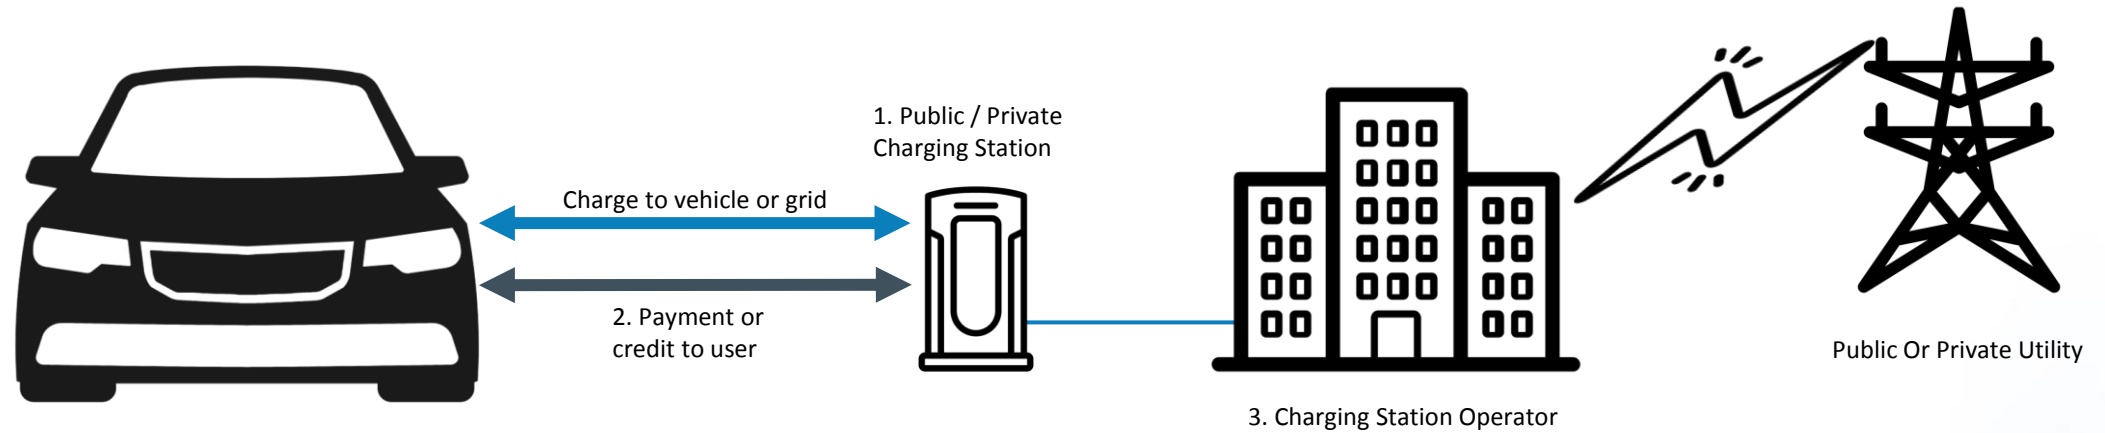 1. Public / Private
Charging Station
Charge to vehicle or grid
2. Payment or
credit to user
Public Or Private Utility
3. Charging Station Operator